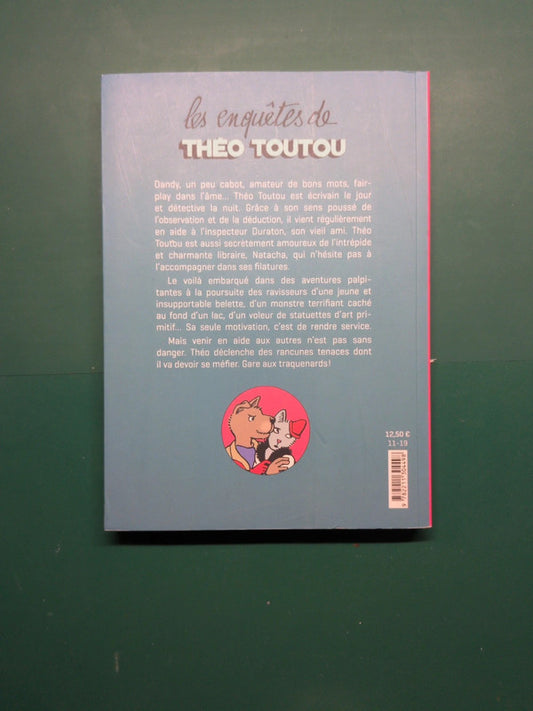 les enquêtes de
THÉO TOUTOU
Dandy, un peu cabot, amateur de bons mots, fair-
play dans l'âme... Théo Toutou est écrivain le jour
et détective la nuit. Grâce à son sens poussé de
l'observation et de la déduction, il vient régulièrement
en aide à l'inspecteur Duraton, son vieil ami. Théo
Toutou est aussi secrètement amoureux de l'intrépide
et charmante libraire, Natacha, qui n'hésite pas à
l'accompagner dans ses filatures.
Le voilà embarqué dans des aventures palpi-
tantes à la poursuite des ravisseurs d'une jeune et
insupportable belette, d'un monstre terrifiant caché
au fond d'un lac, d'un voleur de statuettes d'art pri-
mitif... Sa seule motivation, c'est de rendre service.
Mais venir en aide aux autres n'est pas sans
danger. Théo déclenche des rancunes tenaces dont
il va devoir se méfier. Gare aux traquenards!
12,50 €
11-19
9 782211 304498